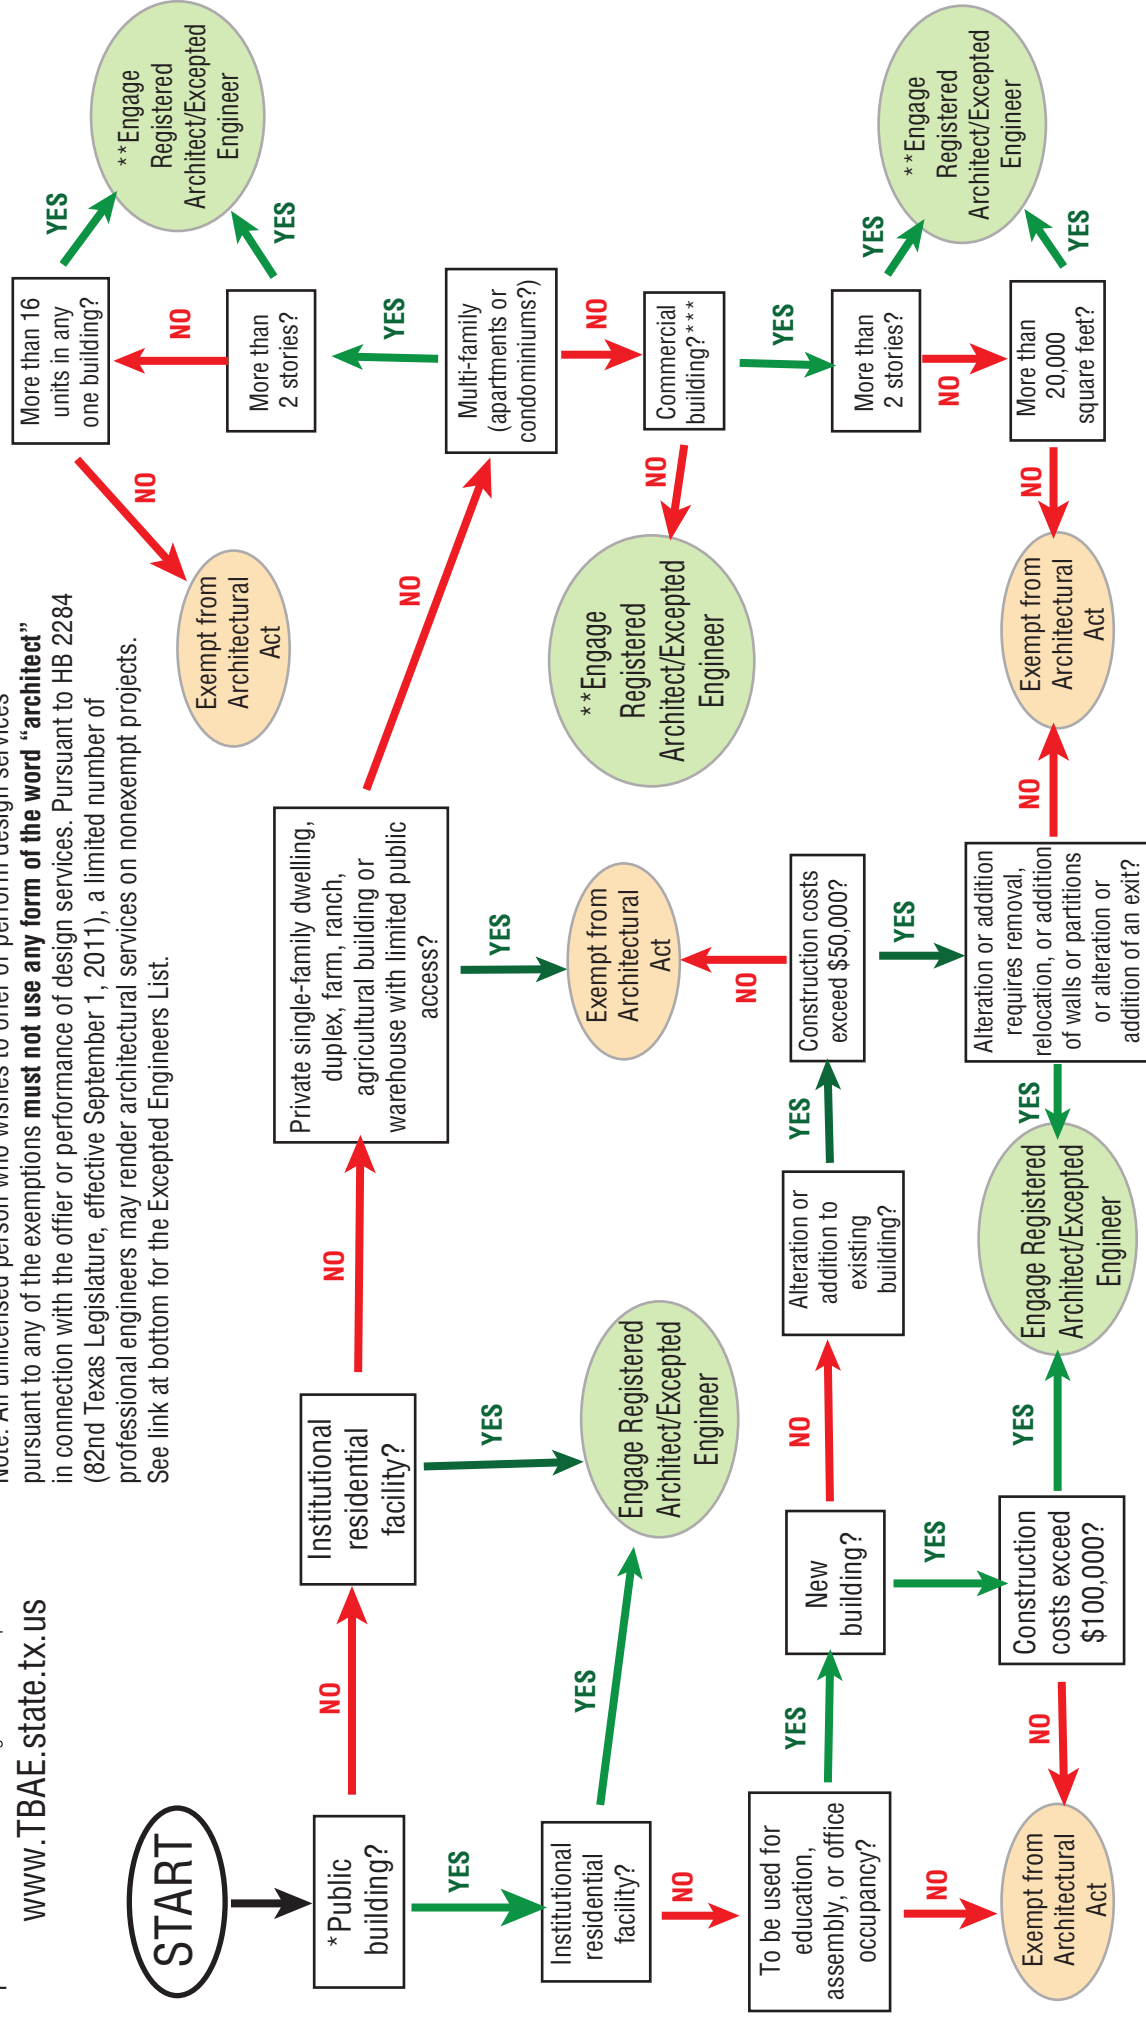 WWW.TBAE.state.tx.us
pursuant to any of the exemptions must not use any form of the word “architect”
in connection with the offier or performance of design services. Pursuant to HB 2284
(82nd Texas Legislature, effective September 1, 2011), a limited number of
professional engineers may render architectural services on nonexempt projects.
See link at bottom for the Excepted Engineers List.
START
*Public
building?
NO
YES
Institutional
residential
facility?
NO
YES
Private single-family dwelling,
duplex, farm, ranch,
agricultural building or
warehouse with limited public
access?
NO
YES
Exempt from
Architectural
Act
Multi-family
(apartments or
condominiums?)
YES
NO
More than
2 stories?
YES
NO
More than 16
units in any
one building?
YES
NO
**Engage
Registered
Architect/Excepted
Engineer
Exempt from
Architectural
Act
Commercial
building?***
NO
YES
**Engage
Registered
Architect/Excepted
Engineer
More than
2 stories?
YES
NO
More than
20,000
square feet?
YES
NO
**Engage
Registered
Architect/Excepted
Engineer
Exempt from
Architectural
Act
Institutional
residential
facility?
YES
NO
Engage Registered
Architect/Excepted
Engineer
To be used for
education,
assembly, or office
occupancy?
YES
NO
Exempt from
Architectural
Act
New
building?
NO
YES
Construction
costs exceed
$100,000?
YES
NO
Engage Registered
Architect/Excepted
Engineer
Alteration or
addition to
existing
building?
YES
Construction costs
exceed $50,000?
NO
YES
Alteration or addition
requires removal,
relocation, or addition
of walls or partitions
or alteration or
addition of an exit?
YES
NO